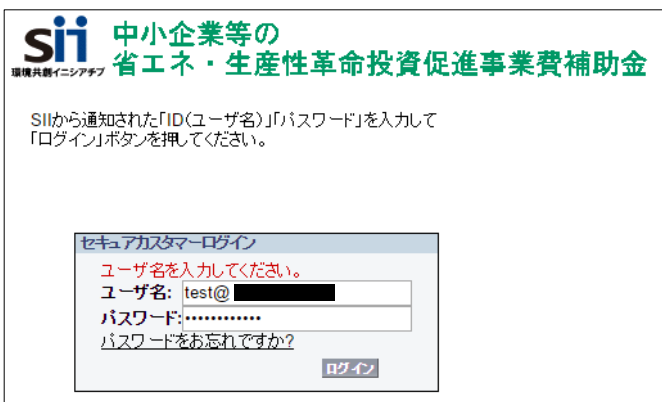 Sii
環境共創イニシアチブ
中小企業等の
省エネ・生産性革命投資促進事業費補助金
SIIから通知された「ID(ユーザ名)」「パスワード」を入力して
「ログイン」ボタンを押してください。
セキュアカスタマーログイン
ユーザ名を入力してください。
ユーザ名: test@
パスワード: ••••••••••••
パスワードをお忘れですか?
ログイン